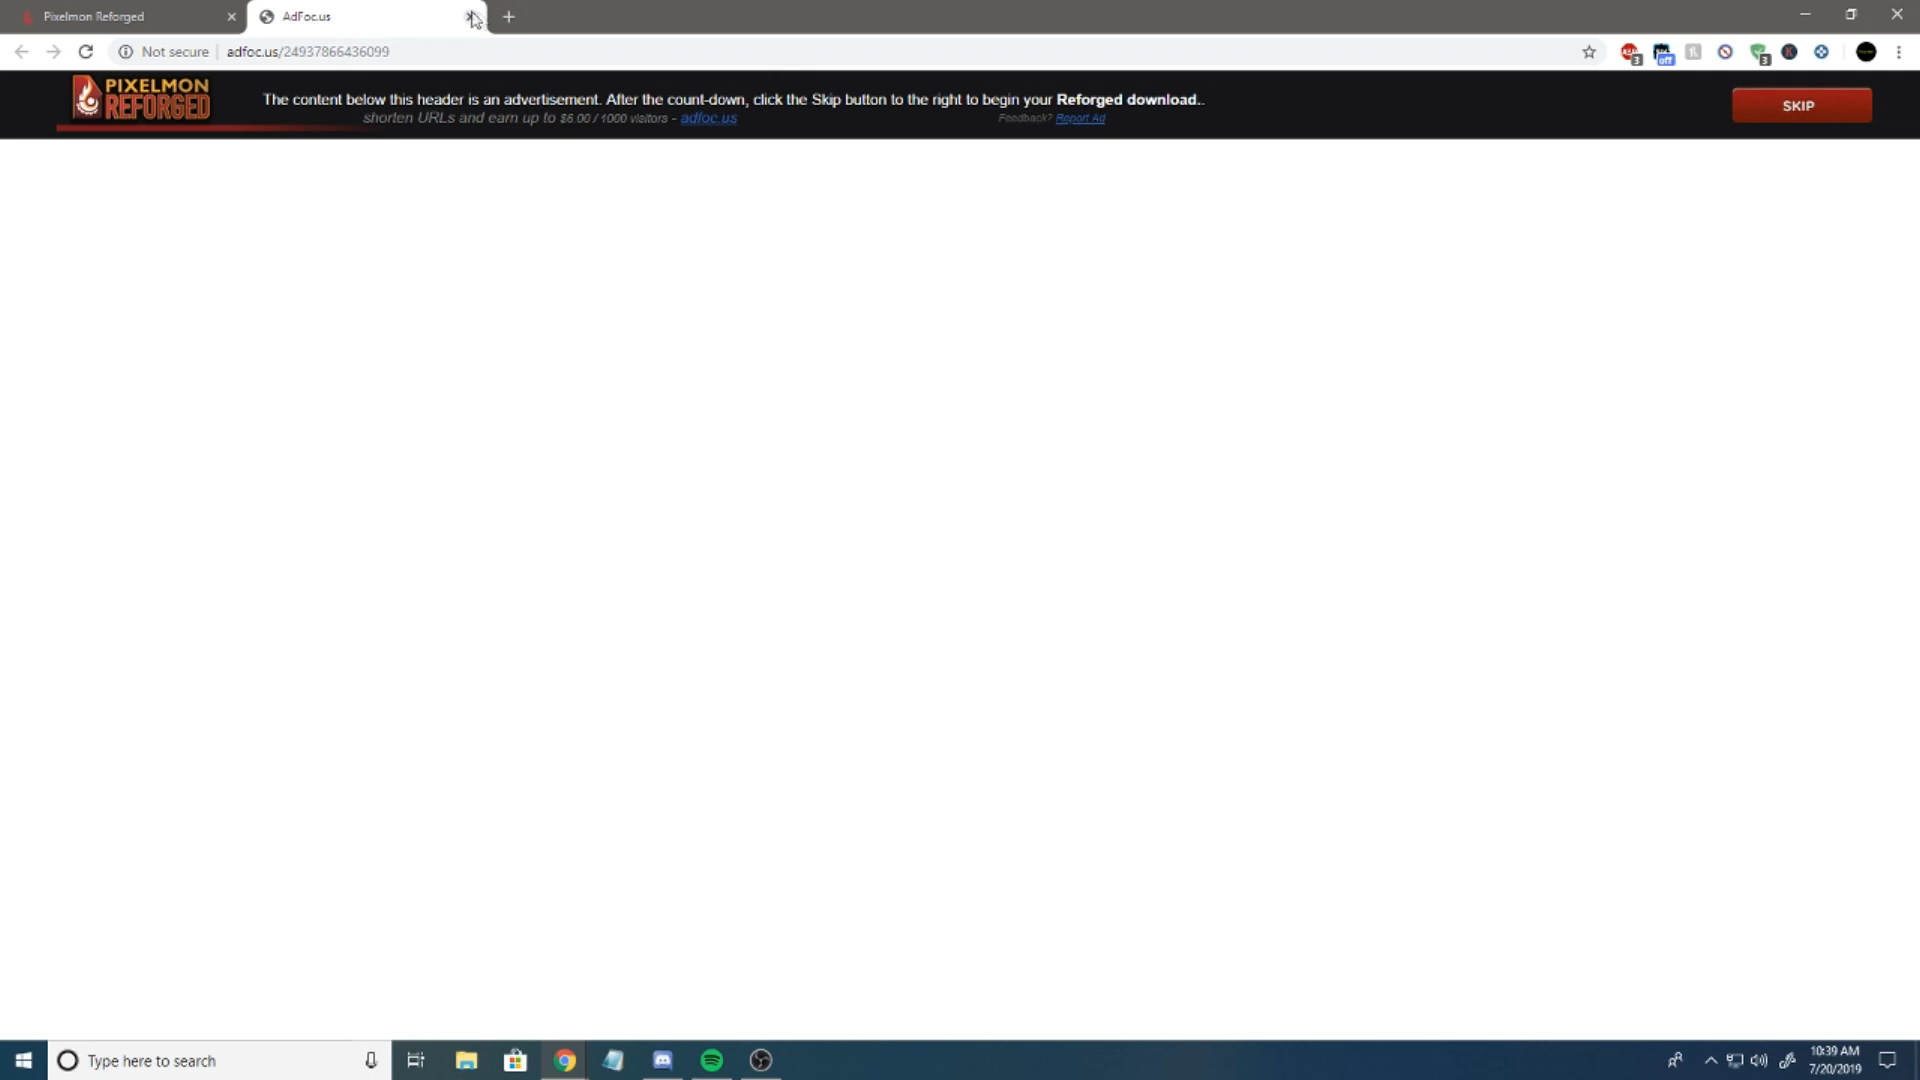 Pixelmon Reforged
AdFoc.us
Not secure
adfoc.us/24937866436099
3
off
3
PIXELMON
REFORGED
The content below this header is an advertisement. After the count-down, click the Skip button to the right to begin your Reforged download..
shorten URLs and earn up to $6.00 / 1000 visitors - adfoc.us
Feedback? Report Ad
SKIP
Type here to search
10:39 AM
7/20/2019